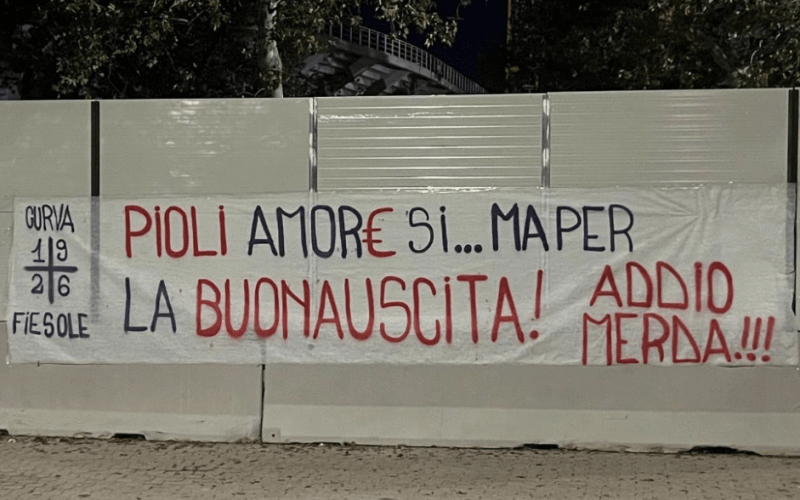 CURVA
19
26
FiESOLE
PiOLi AMOR€ Si... MA PER
LA BUONAUSCiTA!
ADDIO
MERDA.!!!